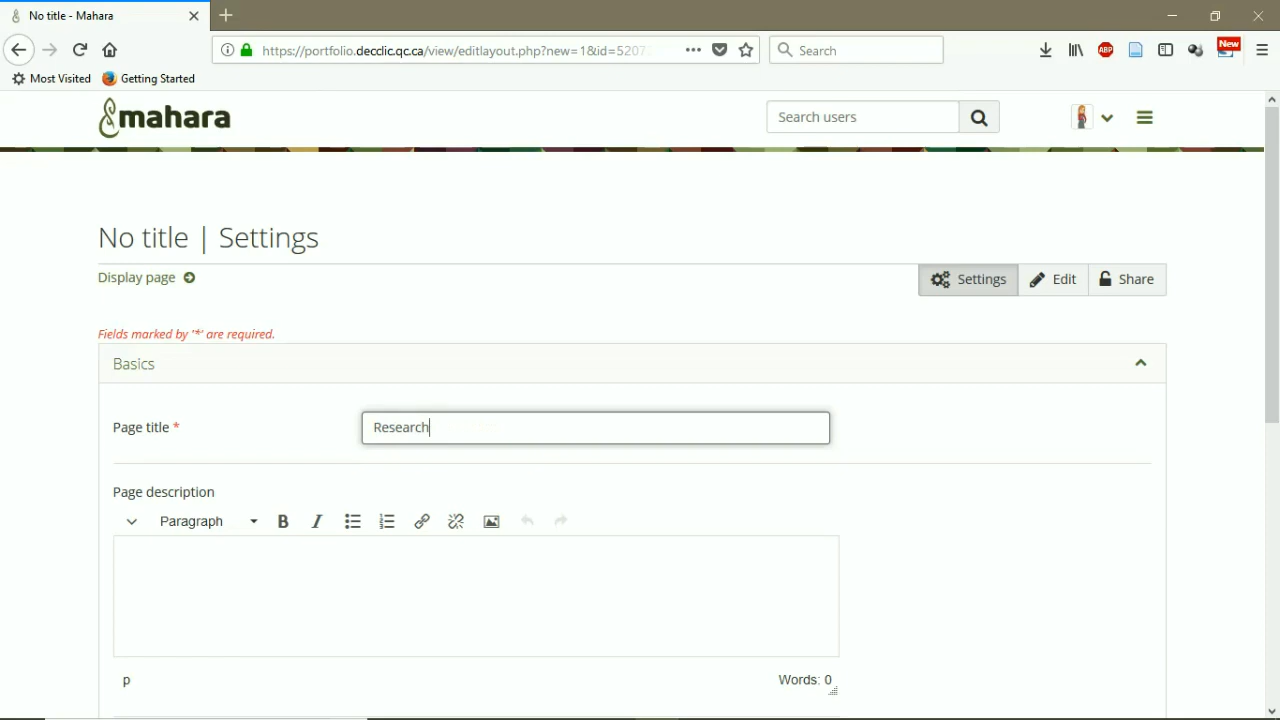 No title - Mahara
https://portfolio.decclic.qc.ca/view/editlayout.php?new=1&id=5207
Search
ABP
New
Most Visited
Getting Started
mahara
Search users
No title | Settings
Display page
Settings
Edit
Share
Fields marked by '*' are required.
Basics
Page title *
Research
Page description
Paragraph
B
I
p
Words: 0